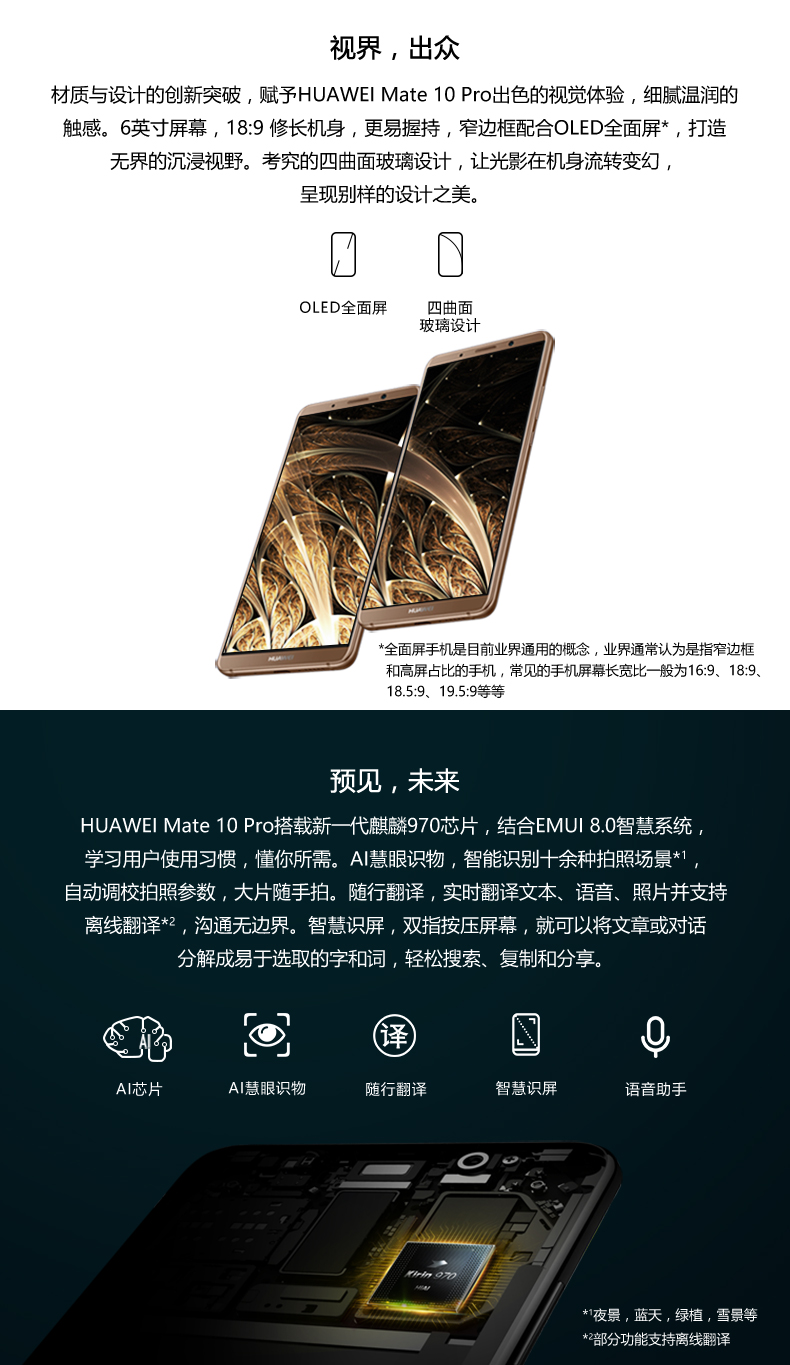 视界，出众
材质与设计的创新突破，赋予HUAWEI Mate 10 Pro出色的视觉体验，细腻温润的
触感。6英寸屏幕，18:9 修长机身，更易握持，窄边框配合OLED全面屏*，打造
无界的沉浸视野。考究的四曲面玻璃设计，让光影在机身流转变幻，
呈现别样的设计之美。
OLED全面屏
四曲面
玻璃设计
HUAWEI
HUAWEI
*全面屏手机是目前业界通用的概念，业界通常认为是指窄边框
和高屏占比的手机，常见的手机屏幕长宽比一般为16:9、18:9、
18.5:9、19.5:9等等
预见，未来
HUAWEI Mate 10 Pro搭载新一代麒麟970芯片，结合EMUI 8.0智慧系统，
学习用户使用习惯，懂你所需。AI慧眼识物，智能识别十余种拍照场景*1，
自动调校拍照参数，大片随手拍。随行翻译，实时翻译文本、语音、照片并支持
离线翻译*2，沟通无边界。智慧识屏，双指按压屏幕，就可以将文章或对话
分解成易于选取的字和词，轻松搜索、复制和分享。
AI
译
AI芯片
AI慧眼识物
随行翻译
智慧识屏
语音助手
Kirin 970
HiAI
*1夜景，蓝天，绿植，雪景等
*2部分功能支持离线翻译